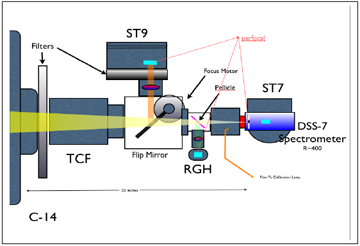 ST9
Filters
parfocal
Focus Motor
Pellicle
ST7
DSS-7
Spectrometer
R~400
TCF
Flip Mirror
RGH
C-14